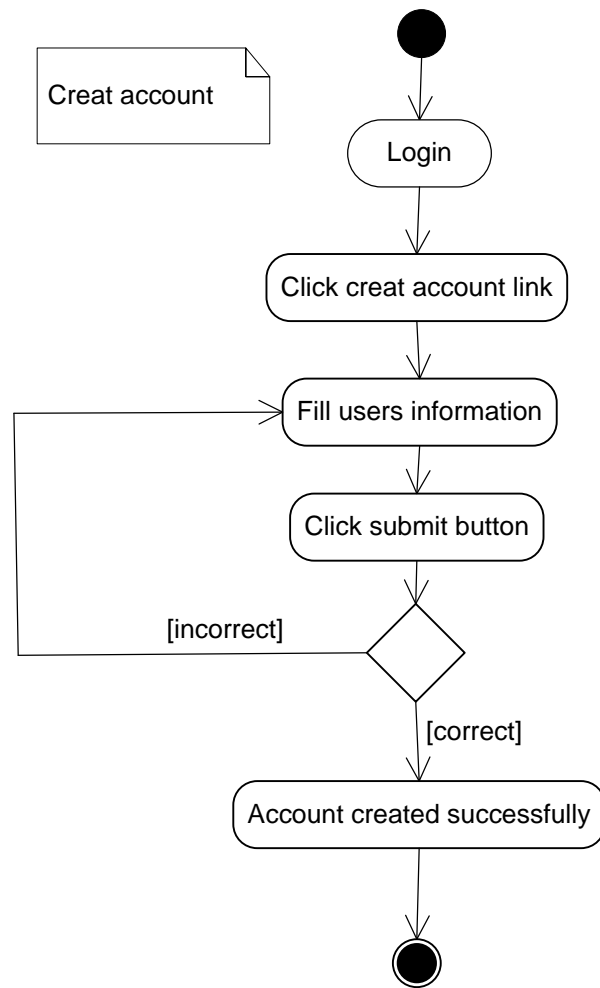 Creat account
Login
Click creat account link
Fill users information
Click submit button
[incorrect]
[correct]
Account created successfully